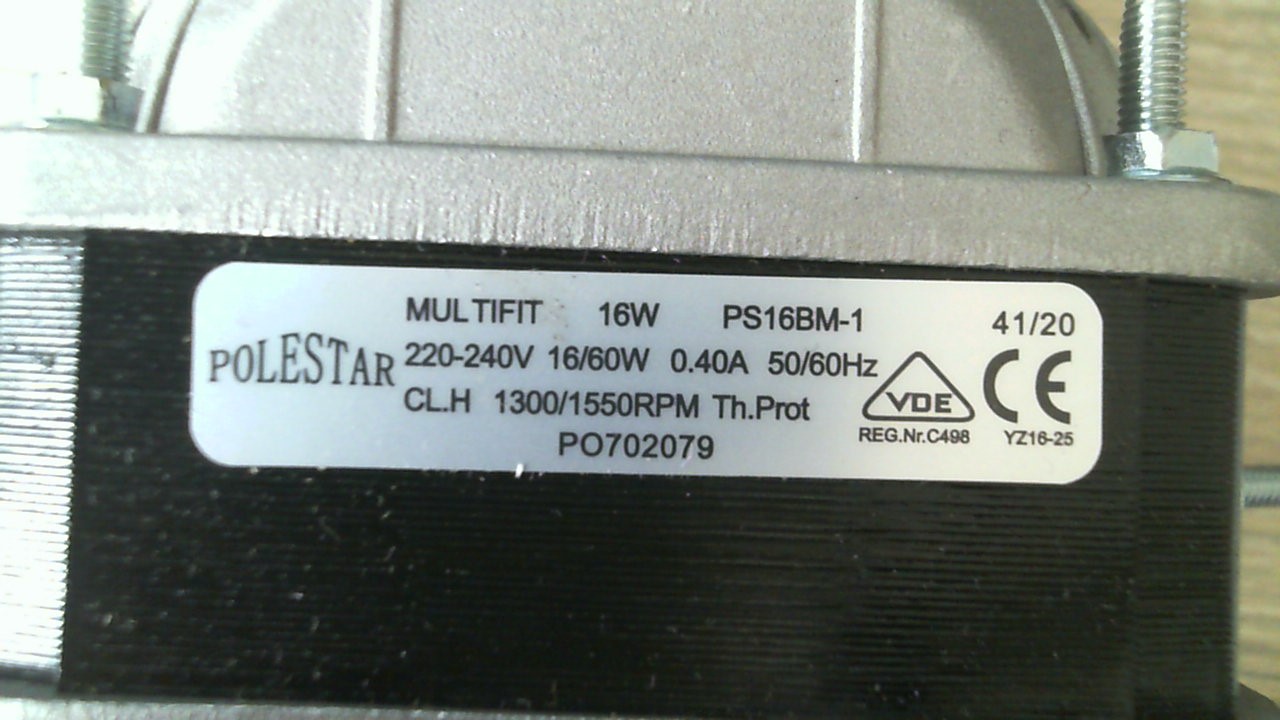 MULTIFIT 16W PS16BM-1 41/20
POLESTAR 220-240V 16/60W 0.40A 50/60Hz
CL.H 1300/1550RPM Th.Prot VDE CE
REG.Nr.C498 YZ16-25
PO702079